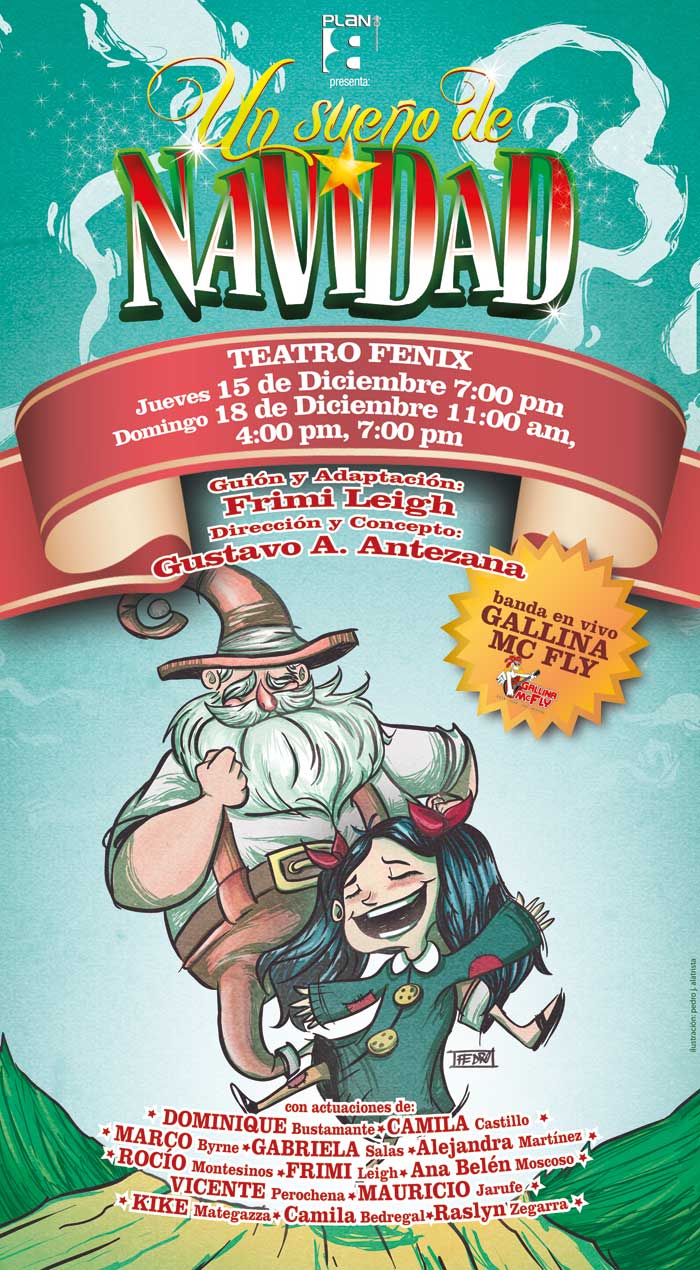 PLAN
presenta:
Un sueño de
NAVIDAD
TEATRO FENIX
Jueves 15 de Diciembre 7:00 pm
Domingo 18 de Diciembre 11:00 am,
4:00 pm, 7:00 pm
Guión y Adaptación:
Frimi Leigh
Dirección y Concepto:
Gustavo A. Antezana
banda en vivo
GALLINA
MC FLY
GALLINA
McFLY
ilustración: pedro j. alatrista
PEDRO
con actuaciones de:
DOMINIQUE Bustamante ★ CAMILA Castillo ★
★ MARCO Byrne ★ GABRIELA Salas ★ Alejandra Martínez ★
★ ROCÍO Montesinos ★ FRIMI Leigh ★ Ana Belén Moscoso ★
VICENTE Perochena ★ MAURICIO Jarufe ★
★ KIKE Mategazza ★ Camila Bedregal ★ Raslyn Zegarra ★